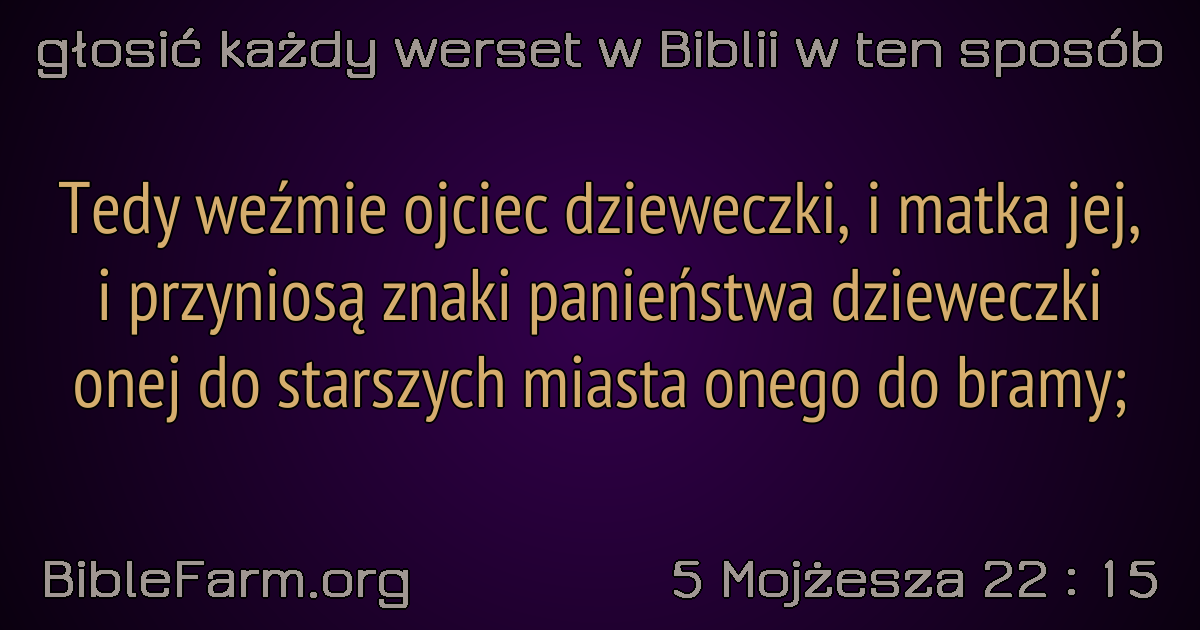 głosić każdy werset w Biblii w ten sposób
Tedy weźmie ojciec dzieweczki, i matka jej,
i przyniosą znaki panieństwa dzieweczki
onej do starszych miasta onego do bramy;
BibleFarm.org
5 Mojżesza 22 : 15